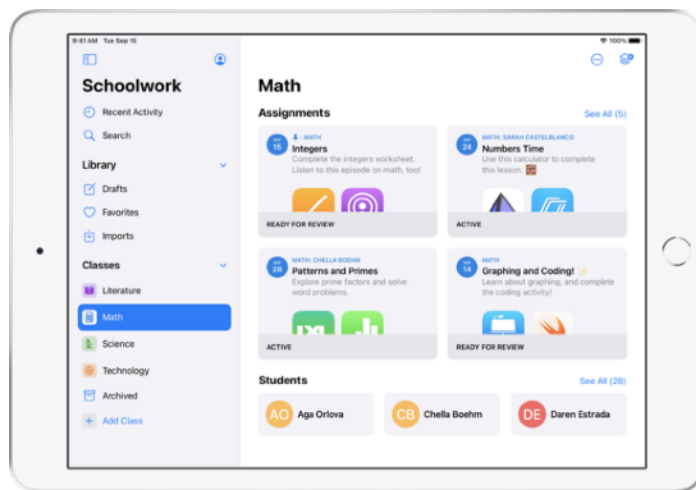 9:41 AM Tue Sep 15
100%
Schoolwork
Recent Activity
Search
Library
Drafts
Favorites
Imports
Classes
Literature
Math
Science
Technology
Archived
Add Class
Math
Assignments
See All (5)
SEP 15
MATH
Integers
Complete the integers worksheet.
Listen to this episode on math, too!
READY FOR REVIEW
SEP 24
MATH: SARAH CASTELBLANCO
Numbers Time
Use this calculator to complete
this lesson.
ACTIVE
SEP 28
MATH: CHELLA BOEHM
Patterns and Primes
Explore prime factors and solve
word problems.
ACTIVE
SEP 14
MATH
Graphing and Coding!
Learn about graphing, and complete
the coding activity!
READY FOR REVIEW
Students
See All (28)
AO Aga Orlova
CB Chella Boehm
DE Daren Estrada